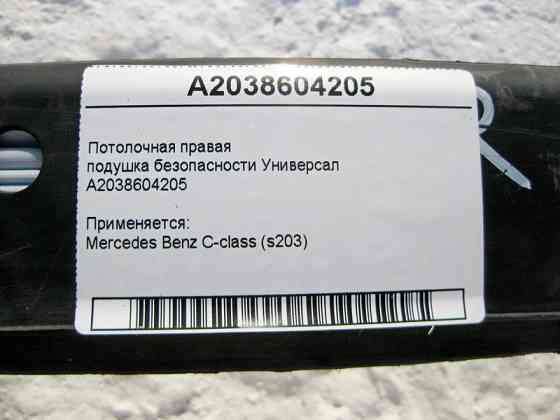 A2038604205
Потолочная правая
подушка безопасности Универсал
A2038604205
Применяется:
Mercedes Benz C-class (s203)
R